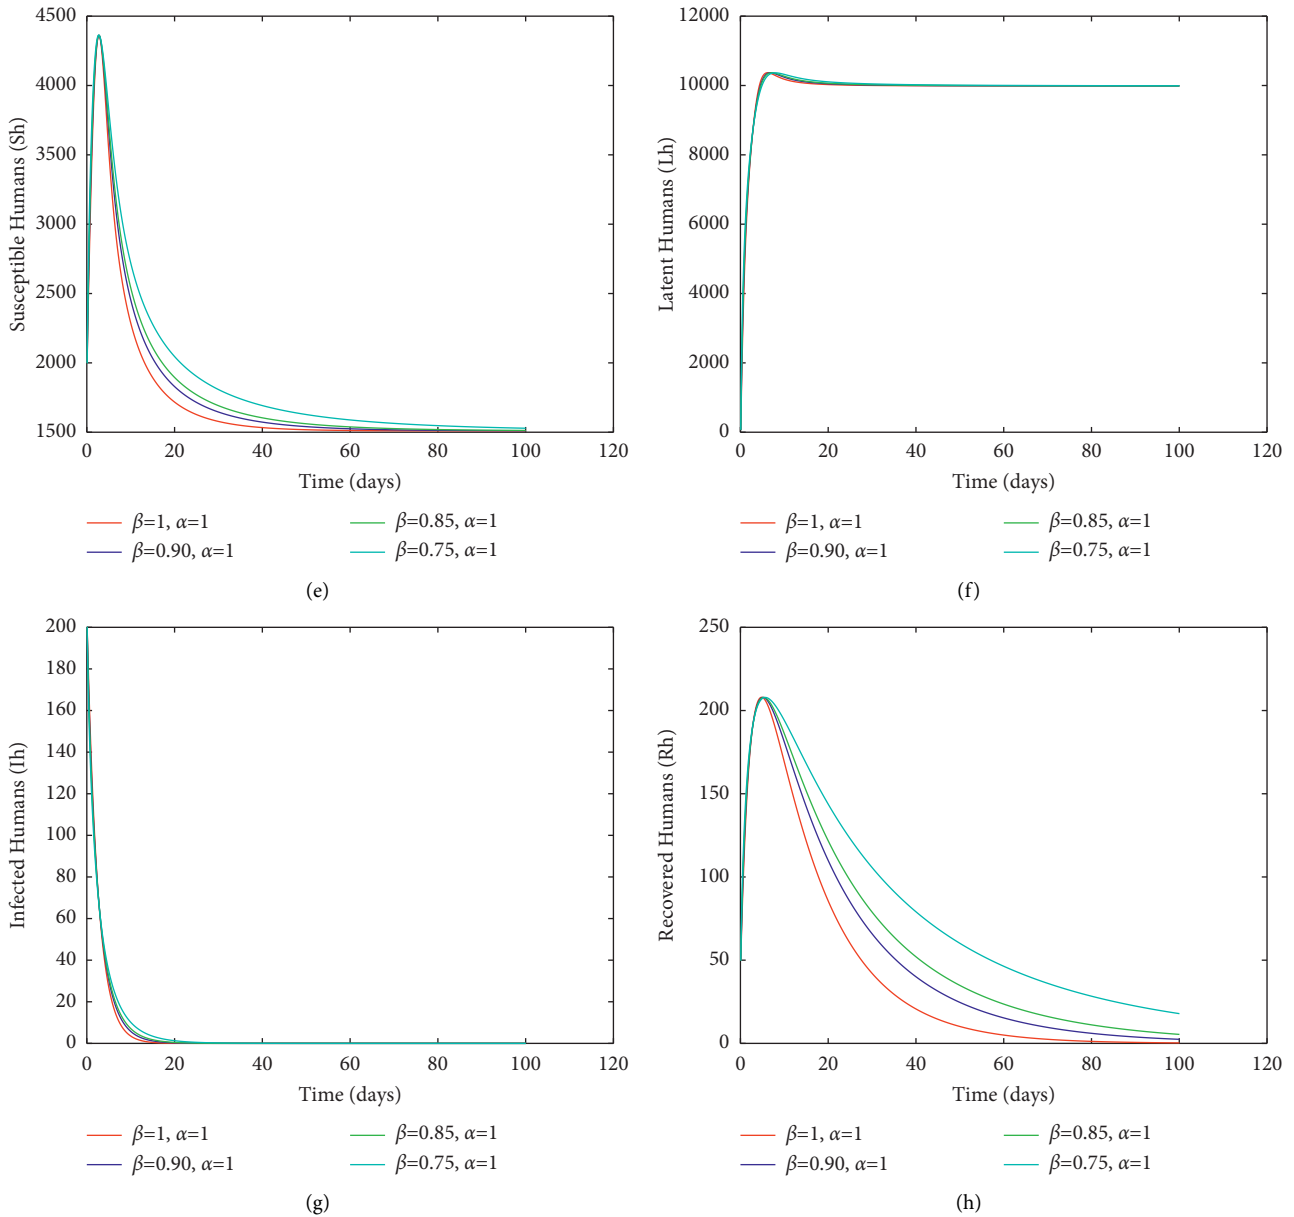 4500
4000
3500
3000
2500
2000
1500
Susceptible Humans (Sh)
0 20 40 60 80 100 120
Time (days)
β=1, α=1
β=0.90, α=1
β=0.85, α=1
β=0.75, α=1
(e)
12000
10000
8000
6000
4000
2000
0
Latent Humans (Lh)
0 20 40 60 80 100 120
Time (days)
β=1, α=1
β=0.90, α=1
β=0.85, α=1
β=0.75, α=1
(f)
200
180
160
140
120
100
80
60
40
20
0
Infected Humans (Ih)
0 20 40 60 80 100 120
Time (days)
β=1, α=1
β=0.90, α=1
β=0.85, α=1
β=0.75, α=1
(g)
250
200
150
100
50
0
Recovered Humans (Rh)
0 20 40 60 80 100 120
Time (days)
β=1, α=1
β=0.90, α=1
β=0.85, α=1
β=0.75, α=1
(h)